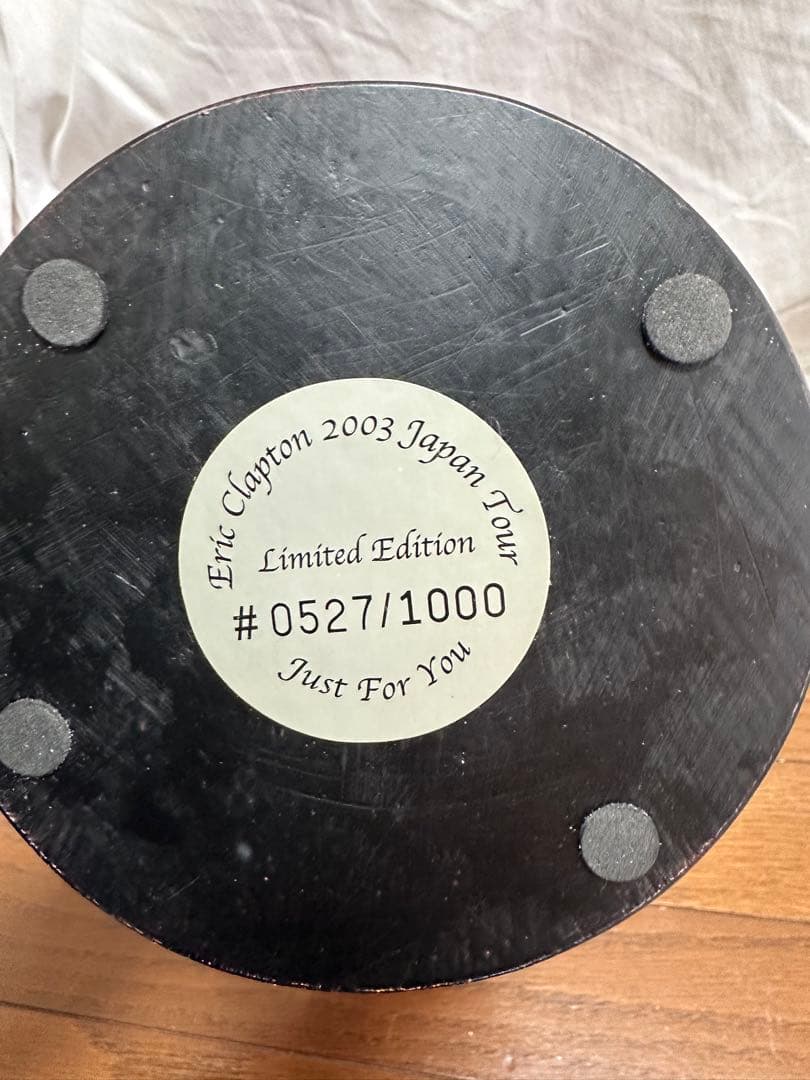 Eric Clapton 2003 Japan Tour
Limited Edition
#0527/1000
Just For You